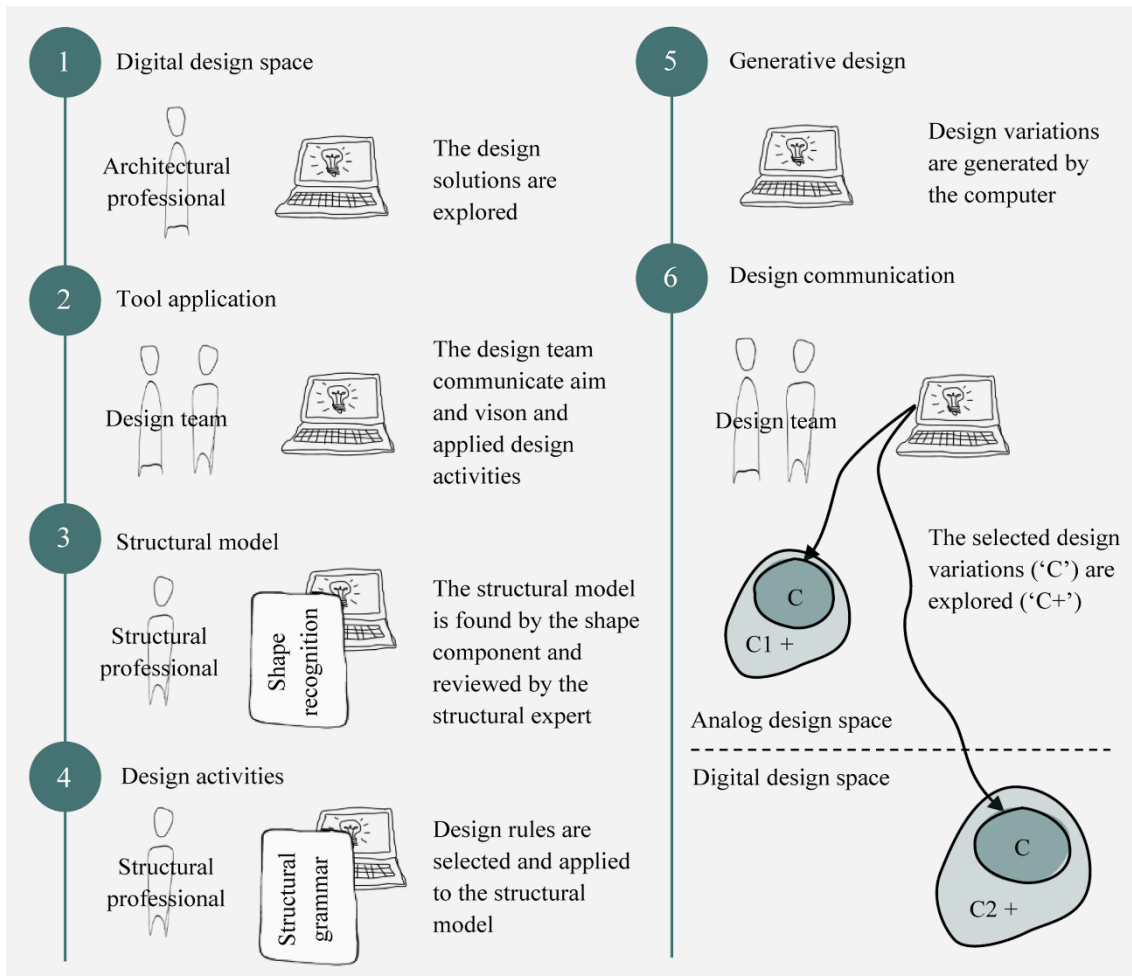 1
Digital design space
Architectural
professional
The design
solutions are
explored
2
Tool application
Design team
The design team
communicate aim
and vison and
applied design
activities
3
Structural model
Structural
professional
Shape
recognition
The structural model
is found by the shape
component and
reviewed by the
structural expert
4
Design activities
Structural
professional
Structural
grammar
Design rules are
selected and applied
to the structural
model
5
Generative design
Design variations
are generated by
the computer
6
Design communication
Design team
The selected design
variations (‘C’) are
explored (‘C+’)
C
C1 +
Analog design space
Digital design space
C
C2 +